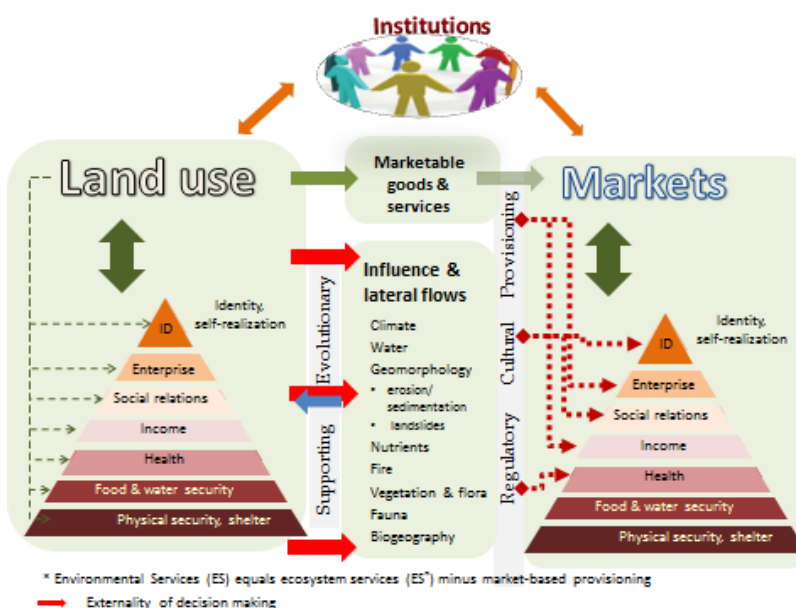 Institutions
Land use
Marketable
goods &
services
Markets
Provisioning
Cultural
Regulatory
Evolutionary
Supporting
Influence &
lateral flows
Climate
Water
Geomorphology
• erosion/
sedimentation
• landslides
Nutrients
Fire
Vegetation & flora
Fauna
Biogeography
Identity,
self-realization
ID
Enterprise
Social relations
Income
Health
Food & water security
Physical security, shelter
Identity,
self-realization
ID
Enterprise
Social relations
Income
Health
Food & water security
Physical security, shelter
* Environmental Services (ES) equals ecosystem services (ES*) minus market-based provisioning
Externality of decision making